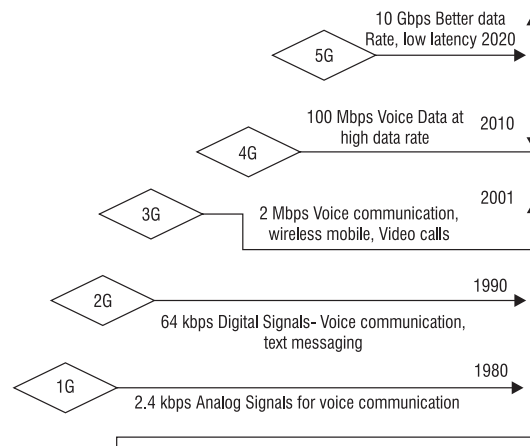 10 Gbps Better data
Rate, low latency 2020
5G
100 Mbps Voice Data at
high data rate
2010
4G
2001
3G
2 Mbps Voice communication,
wireless mobile, Video calls
1990
2G
64 kbps Digital Signals- Voice communication,
text messaging
1980
1G
2.4 kbps Analog Signals for voice communication